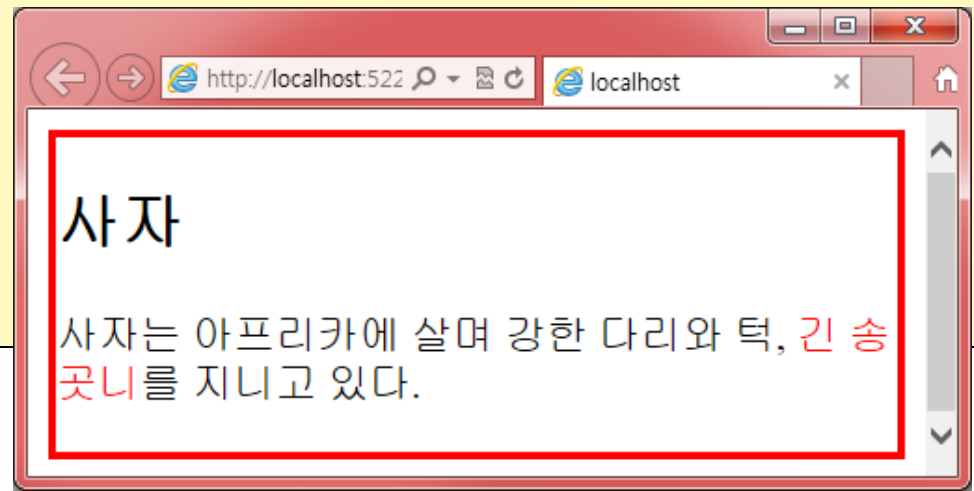 http://localhost:522
localhost
사자
사자는 아프리카에 살며 강한 다리와 턱, 긴 송
곳니를 지니고 있다.